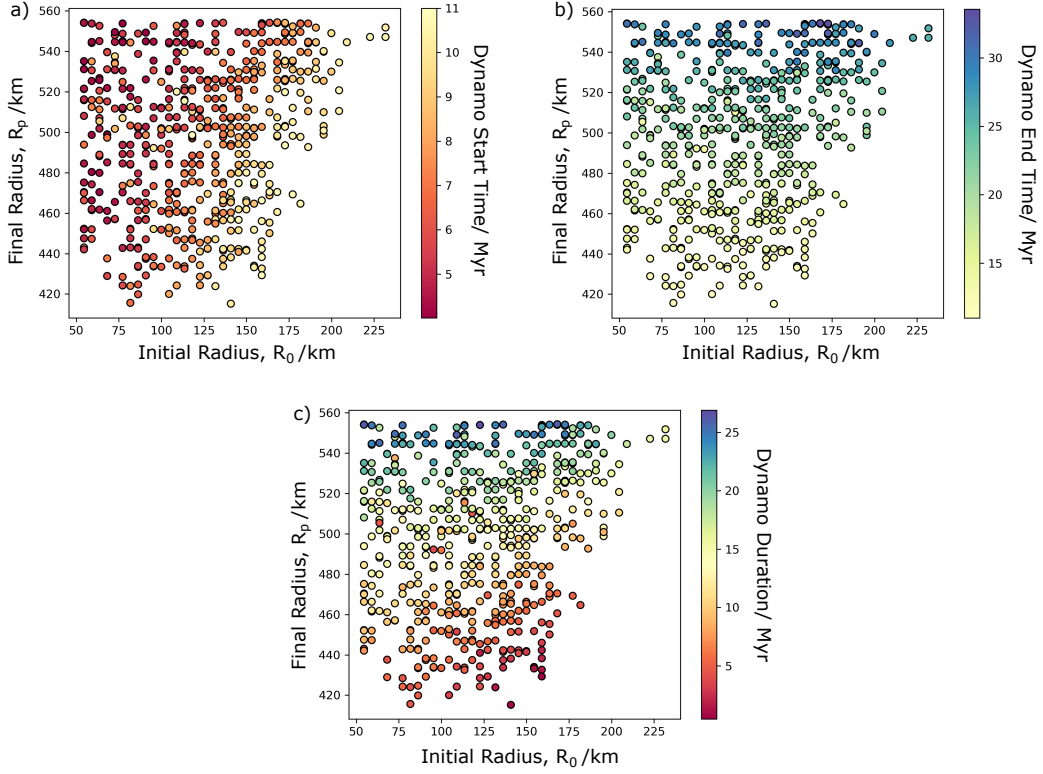 a)
560
540
520
500
480
460
440
420
50 75 100 125 150 175 200 225
Final Radius, Rp /km
Initial Radius, R0 /km
11
10
9
8
7
6
5
Dynamo Start Time/ Myr
b)
560
540
520
500
480
460
440
420
50 75 100 125 150 175 200 225
Final Radius, Rp /km
Initial Radius, R0 /km
30
25
20
15
Dynamo End Time/ Myr
c)
560
540
520
500
480
460
440
420
50 75 100 125 150 175 200 225
Final Radius, Rp /km
Initial Radius, R0 /km
25
20
15
10
5
Dynamo Duration/ Myr